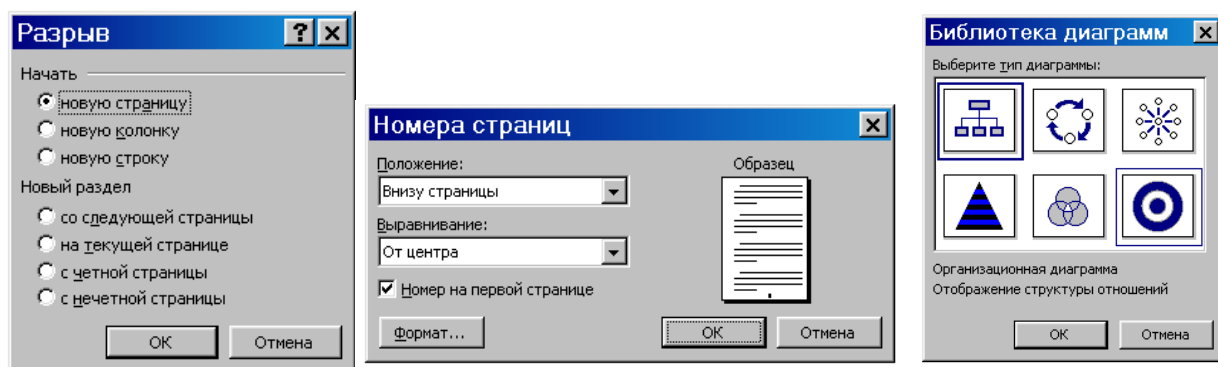 Разрыв
Начать
новую страницу
новую колонку
новую строку
Новый раздел
со следующей страницы
на текущей странице
с четной страницы
с нечетной страницы
ОК
Отмена
Номера страниц
Положение:
Внизу страницы
Выравнивание:
От центра
Номер на первой странице
Образец
Формат...
ОК
Отмена
Библиотека диаграмм
Выберите тип диаграммы:
Организационная диаграмма
Отображение структуры отношений
ОК
Отмена